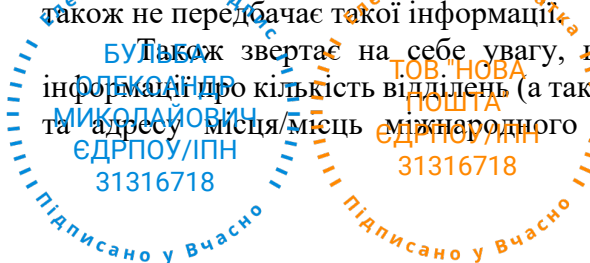 також не передбачає такої інформації.
Також звертає на себе увагу,
інформації про кількість відділень (а так
та адресу місця/місць міжнародного
БУЛЬБА
ОЛЕКСАНДР
МИКОЛАЙОВИЧ
ЄДРПОУ/ІПН
31316718
Підписано у Вчасно
ТОВ "НОВА
ПОШТА"
ЄДРПОУ/ІПН
31316718
Підписано у Вчасно